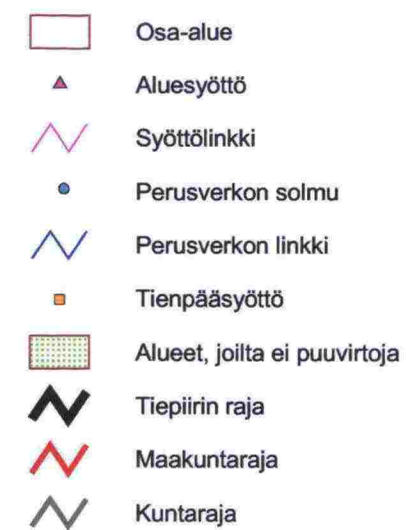 Osa-alue
Aluesyöttö
Syöttölinkki
Perusverkon solmu
Perusverkon linkki
Tienpääsyöttö
Alueet, joilta ei puuvirtoja
Tiepiirin raja
Maakuntaraja
Kuntaraja